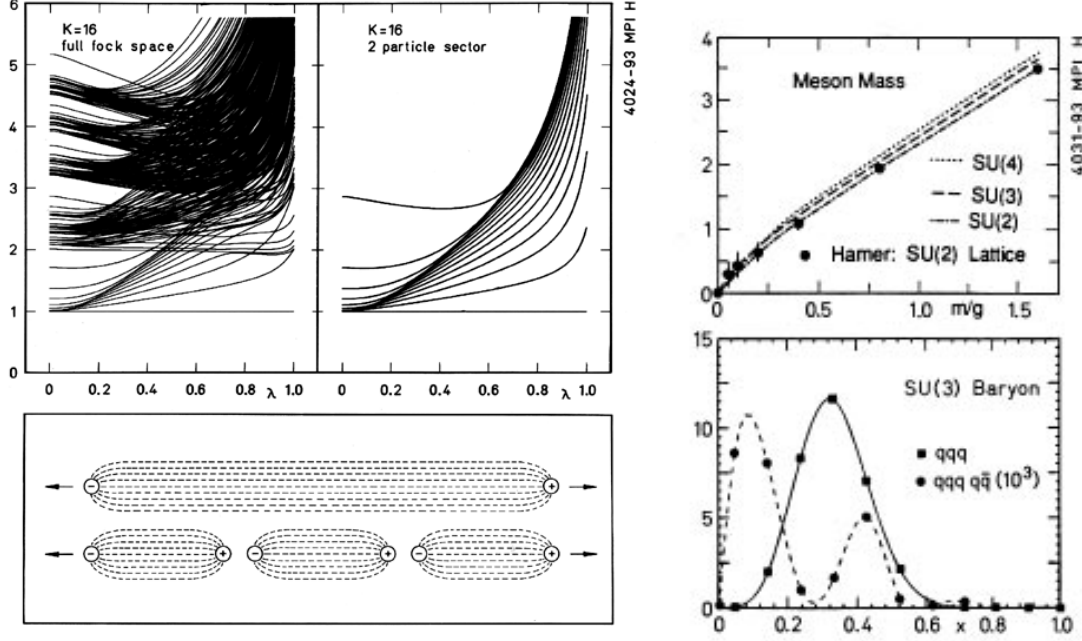 6
5
4
3
2
1
0
K=16
full fock space
K=16
2 particle sector
0 0.2 0.4 0.6 0.8 λ 1.0
0 0.2 0.4 0.6 0.8 λ 1.0
4024-93 MPI H
− +
− + − + − +
4
3
2
1
0
Meson Mass
SU(4)
SU(3)
SU(2)
Hamer: SU(2) Lattice
0.5 1.0 m/g 1.5
4031-93 MPI H
15
10
5
0
SU(3) Baryon
qqq
qqq qq̄ (10³)
0 0.2 0.4 0.6 x 0.8 1.0